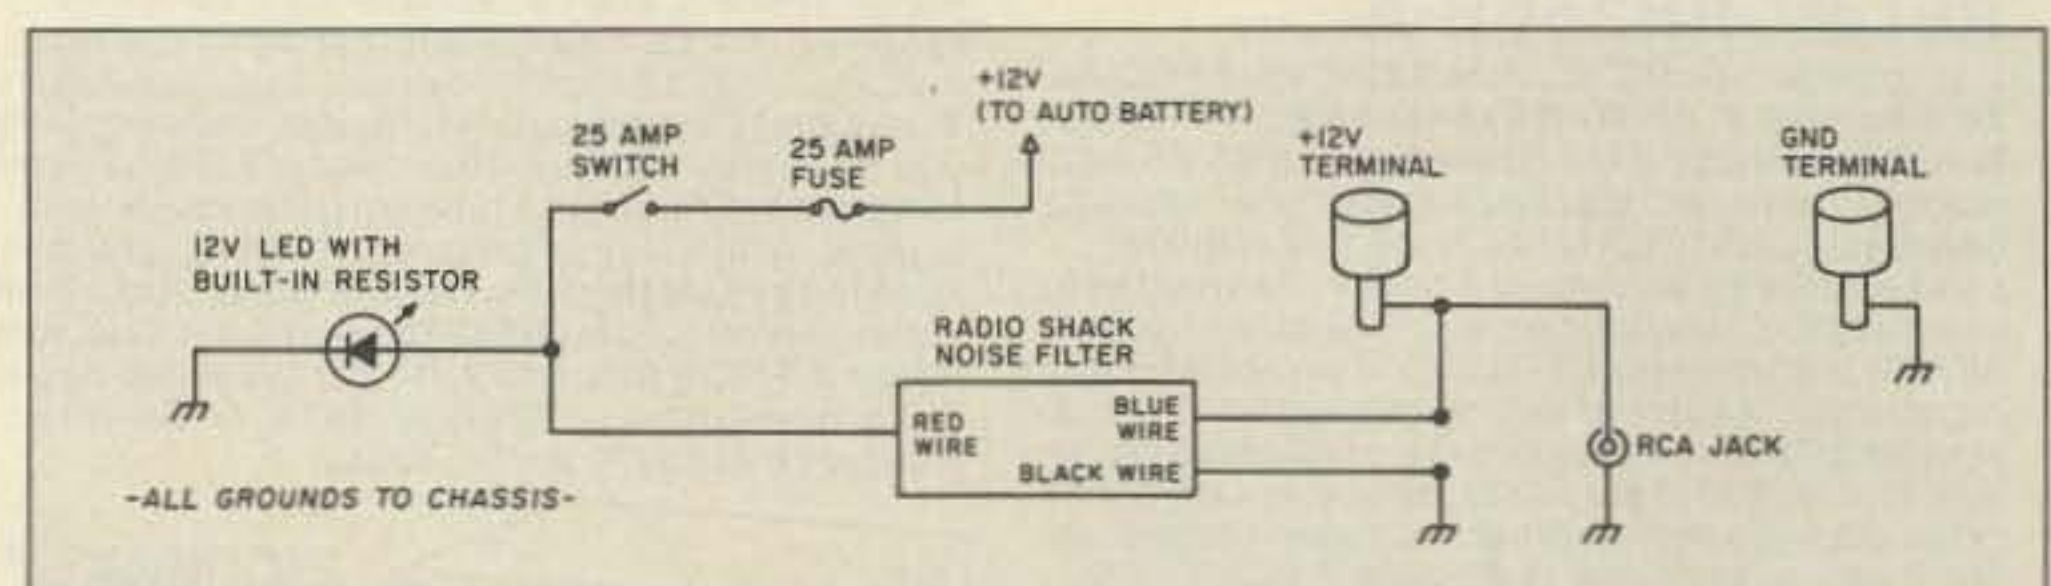 +12V
(TO AUTO BATTERY)
25 AMP
SWITCH
25 AMP
FUSE
+12V
TERMINAL
GND
TERMINAL
12V LED WITH
BUILT-IN RESISTOR
RADIO SHACK
NOISE FILTER
RED
WIRE
BLUE
WIRE
BLACK WIRE
RCA JACK
-ALL GROUNDS TO CHASSIS-